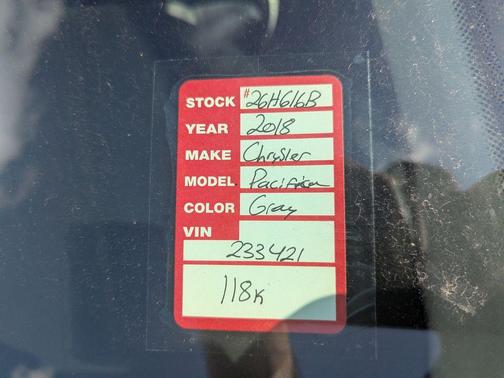 STOCK #26H616B
YEAR 2018
MAKE Chrysler
MODEL Pacifica
COLOR Gray
VIN
233421
118K